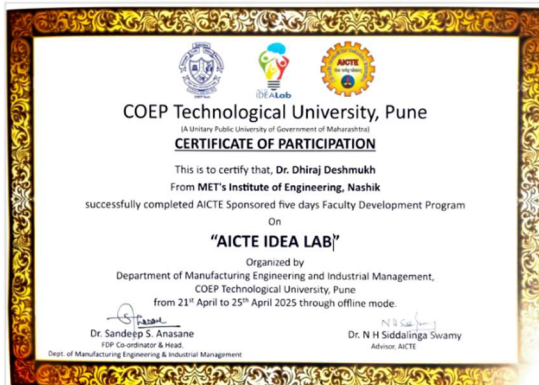 IDEALab
AICTE
COEP Technological University, Pune
(A Unitary Public University of Government of Maharashtra)
CERTIFICATE OF PARTICIPATION
This is to certify that, Dr. Dhiraj Deshmukh
From MET's Institute of Engineering, Nashik
successfully completed AICTE Sponsored five days Faculty Development Program
On
“AICTE IDEA LAB”
Organized by
Department of Manufacturing Engineering and Industrial Management,
COEP Technological University, Pune
from 21st April to 25th April 2025 through offline mode.
Dr. Sandeep S. Anasane
FDP Co-ordinator & Head,
Dept. of Manufacturing Engineering & Industrial Management
Dr. N H Siddalinga Swamy
Advisor, AICTE